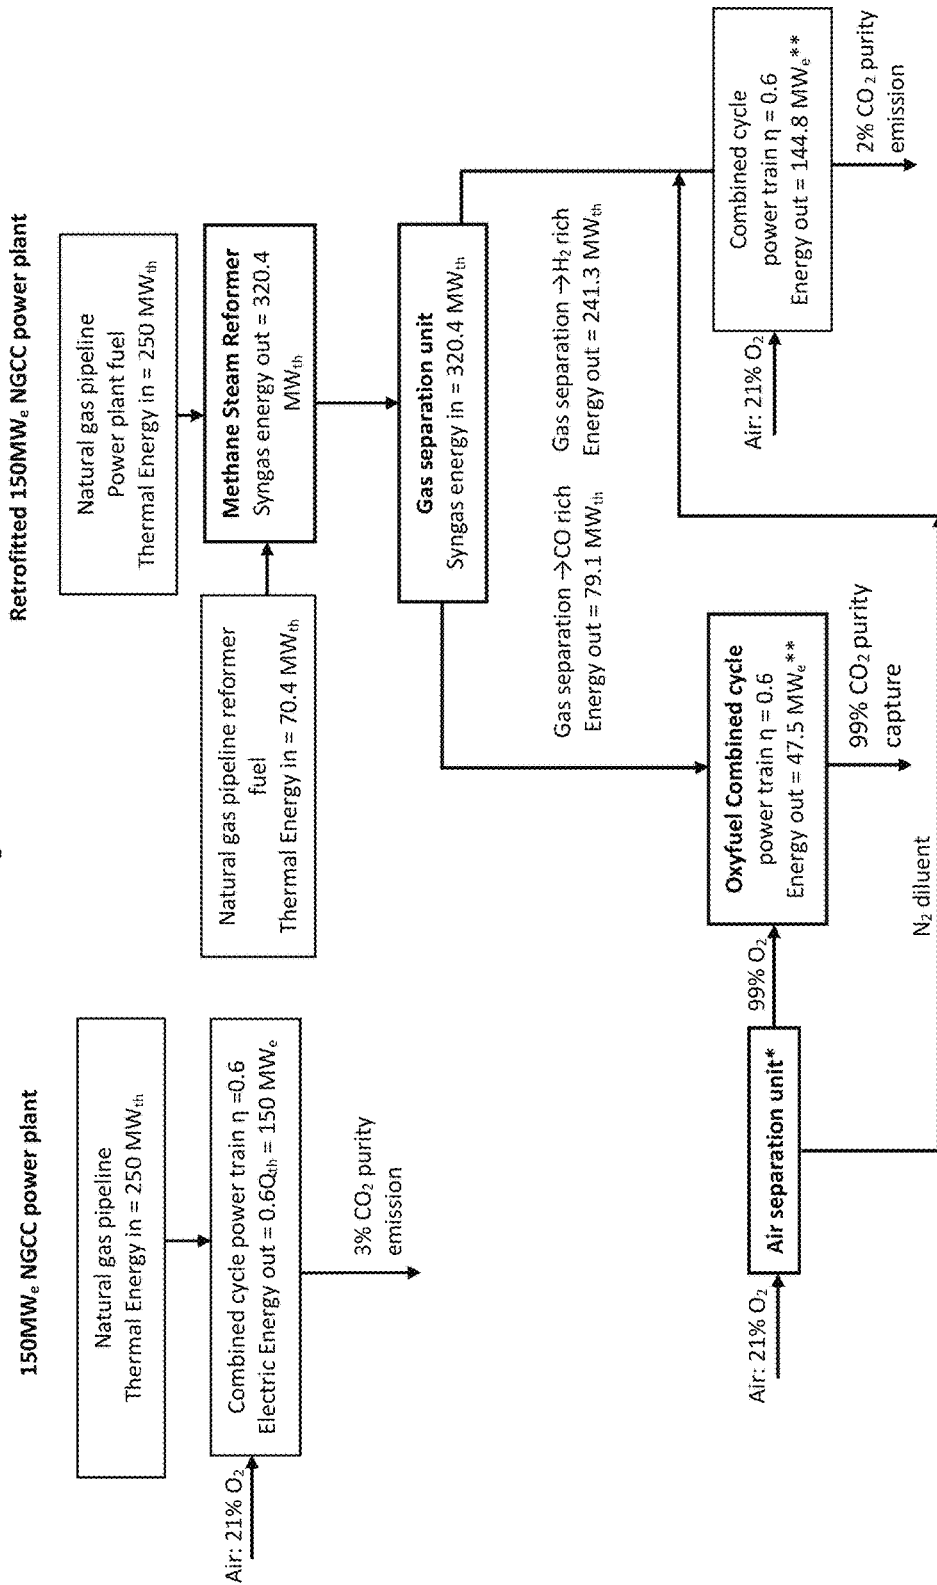 150MWe NGCC power plant
Natural gas pipeline
Thermal Energy in = 250 MWth
Air: 21% O2
Combined cycle power train η =0.6
Electric Energy out = 0.6Qth = 150 MWe
3% CO2 purity
emission
Retrofitted 150MWe NGCC power plant
Natural gas pipeline
Power plant fuel
Thermal Energy in = 250 MWth
Natural gas pipeline reformer
fuel
Thermal Energy in = 70.4 MWth
Methane Steam Reformer
Syngas energy out = 320.4
MWth
Gas separation unit
Syngas energy in = 320.4 MWth
Gas separation →CO rich
Energy out = 79.1 MWth
Gas separation →H2 rich
Energy out = 241.3 MWth
Air: 21% O2
Air separation unit*
99% O2
Oxyfuel Combined cycle
power train η = 0.6
Energy out = 47.5 MWe**
99% CO2 purity
capture
N2 diluent
Air: 21% O2
Combined cycle
power train η = 0.6
Energy out = 144.8 MWe**
2% CO2 purity
emission